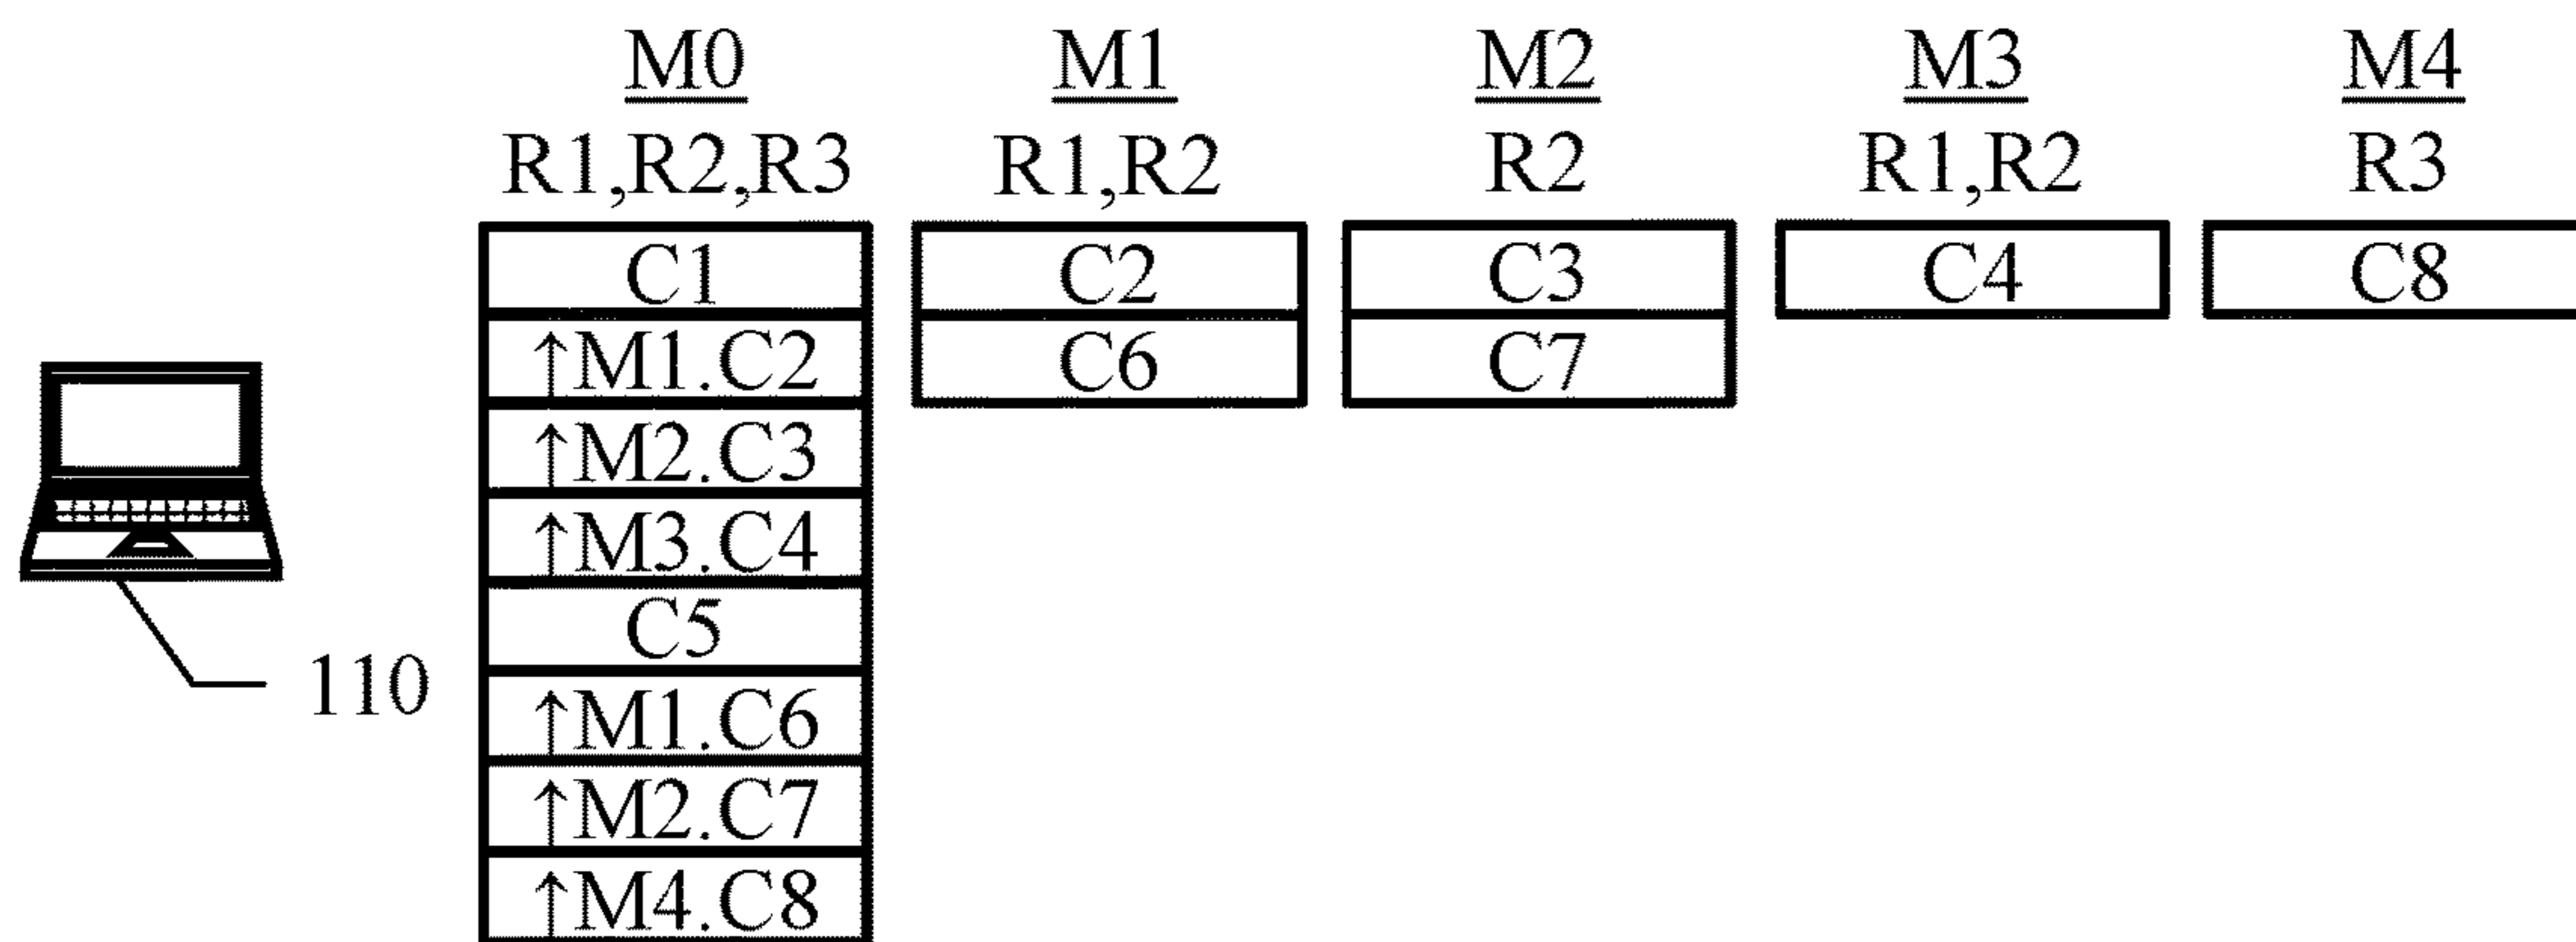 M0 M1 M2 M3 M4
R1,R2,R3 R1,R2 R2 R1,R2 R3
C1 C2 C3 C4 C8
↑M1.C2 C6 C7
↑M2.C3
↑M3.C4
C5
110
↑M1.C6
↑M2.C7
↑M4.C8